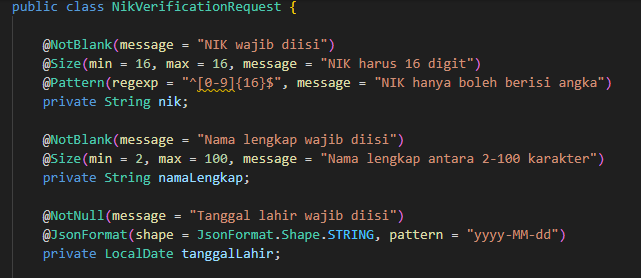 public class NikVerificationRequest {
@NotBlank(message = "NIK wajib diisi")
@Size(min = 16, max = 16, message = "NIK harus 16 digit")
@Pattern(regexp = "^[0-9]{16}$", message = "NIK hanya boleh berisi angka")
private String nik;
@NotBlank(message = "Nama lengkap wajib diisi")
@Size(min = 2, max = 100, message = "Nama lengkap antara 2-100 karakter")
private String namaLengkap;
@NotNull(message = "Tanggal lahir wajib diisi")
@JsonFormat(shape = JsonFormat.Shape.STRING, pattern = "yyyy-MM-dd")
private LocalDate tanggalLahir;